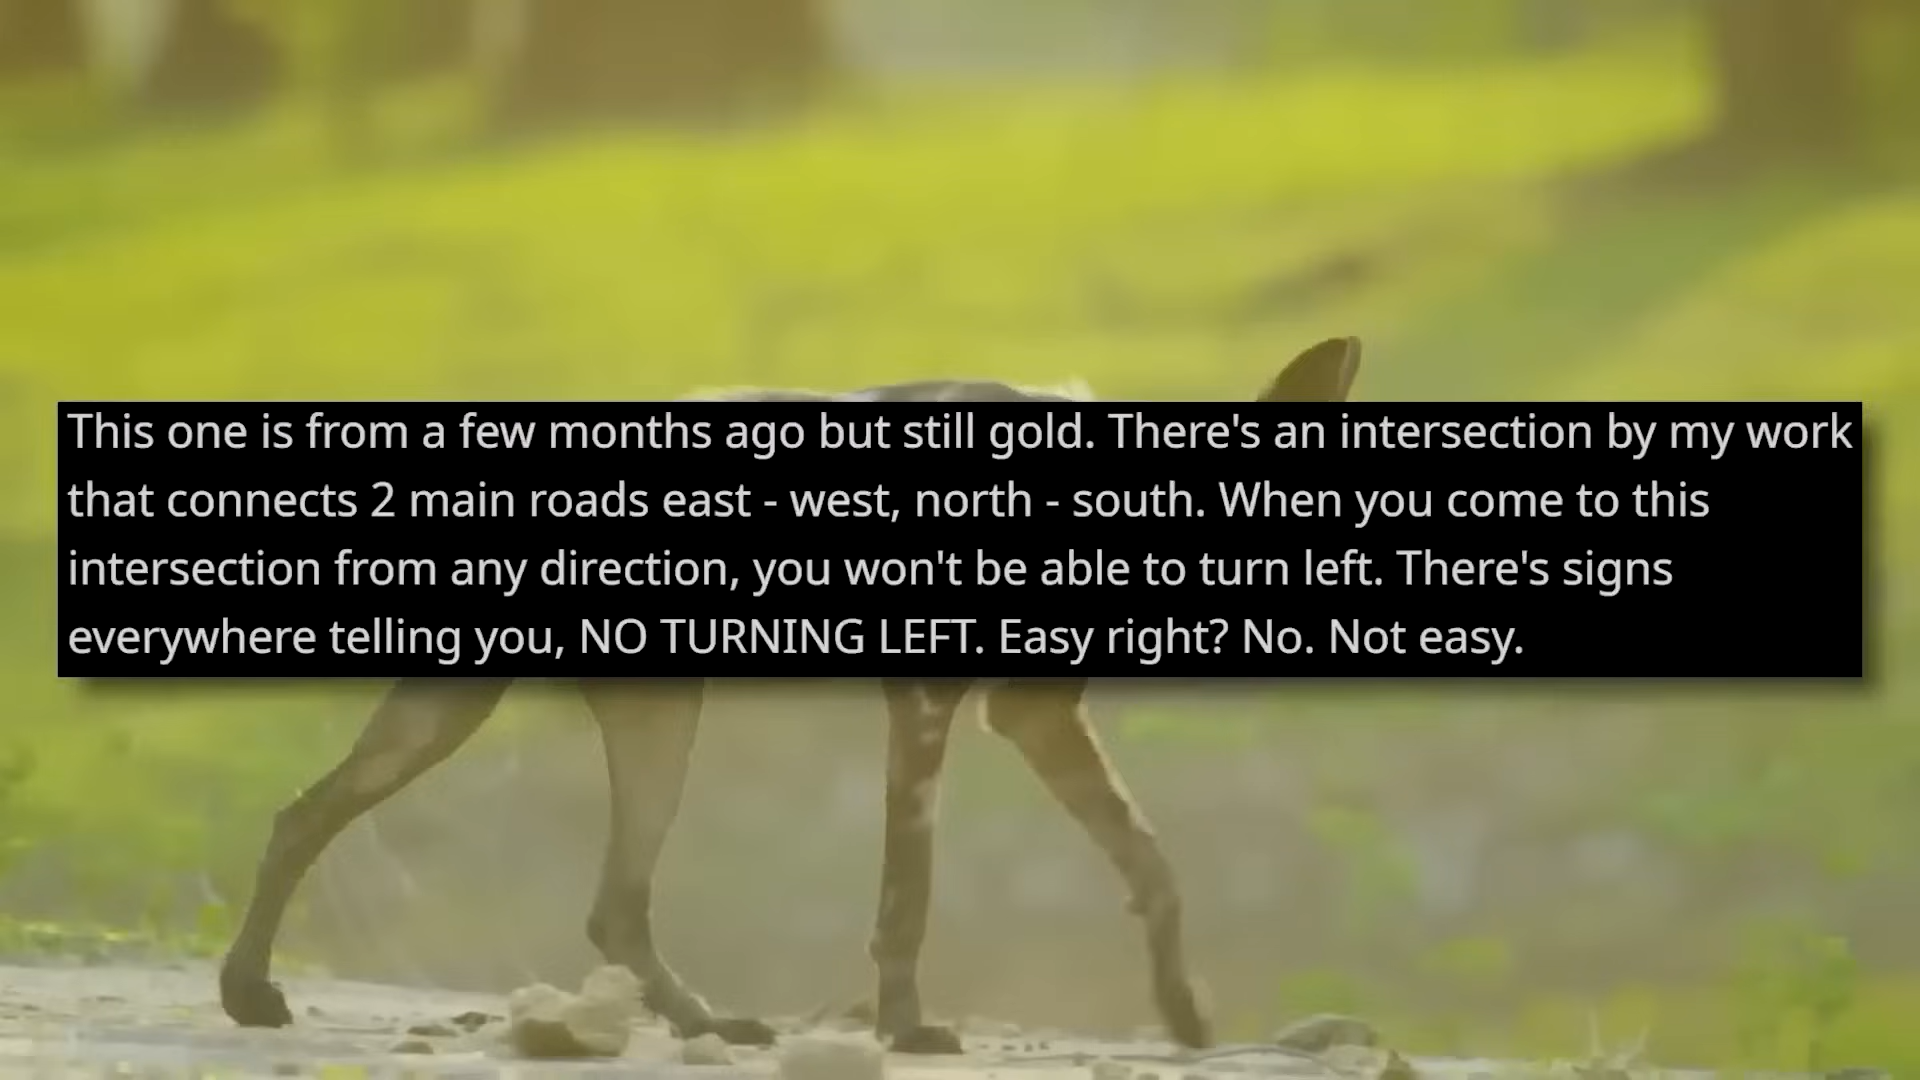 This one is from a few months ago but still gold. There's an intersection by my work
that connects 2 main roads east - west, north - south. When you come to this
intersection from any direction, you won't be able to turn left. There's signs
everywhere telling you, NO TURNING LEFT. Easy right? No. Not easy.